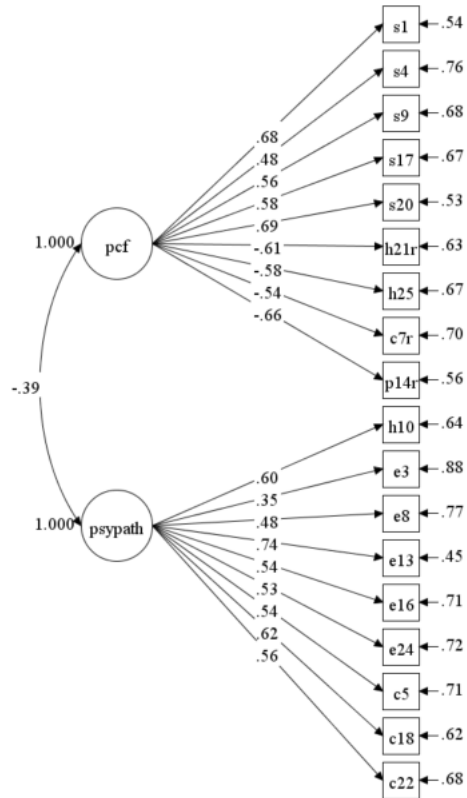 s1
.54
s4
.76
s9
.68
s17
.67
s20
.53
h21r
.63
h25
.67
c7r
.70
p14r
.56
.68
.48
.56
.58
.69
-.61
-.58
-.54
-.66
1.000
pcf
-.39
1.000
psypath
.60
.35
.48
.74
.54
.53
.54
.62
.56
h10
.64
e3
.88
e8
.77
e13
.45
e16
.71
e24
.72
c5
.71
c18
.62
c22
.68